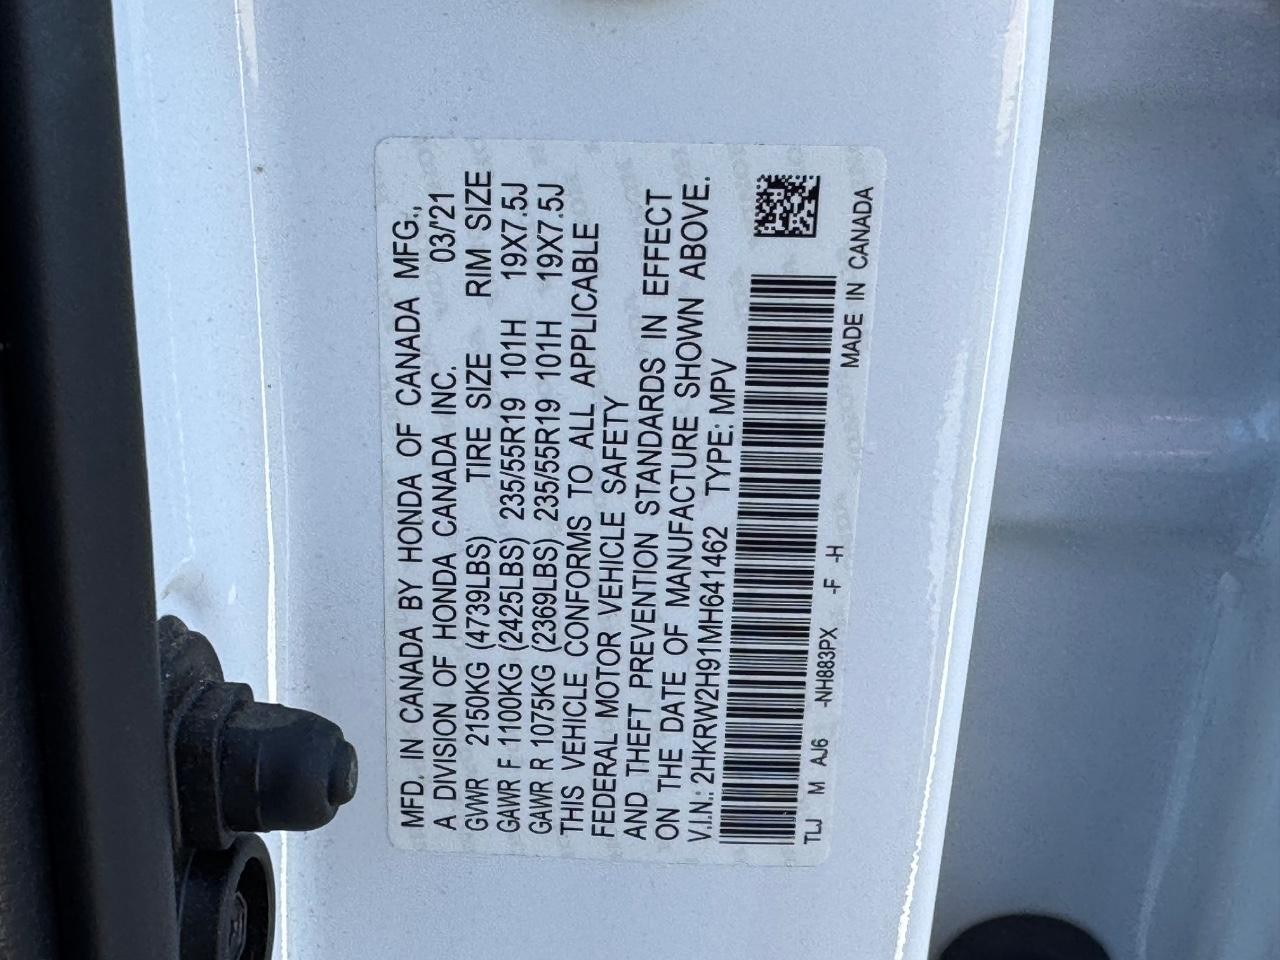 MFD. IN CANADA BY HONDA OF CANADA MFG.,
A DIVISION OF HONDA CANADA INC. 03/'21
GVWR 2150KG (4739LBS) TIRE SIZE RIM SIZE
GAWR F 1100KG (2425LBS) 235/55R19 101H 19X7.5J
GAWR R 1075KG (2369LBS) 235/55R19 101H 19X7.5J
THIS VEHICLE CONFORMS TO ALL APPLICABLE
FEDERAL MOTOR VEHICLE SAFETY
AND THEFT PREVENTION STANDARDS IN EFFECT
ON THE DATE OF MANUFACTURE SHOWN ABOVE.
V.I.N.: 2HKRW2H91MH641462 TYPE: MPV
TLJ M AJ6 -NH883PX -F -H
MADE IN CANADA